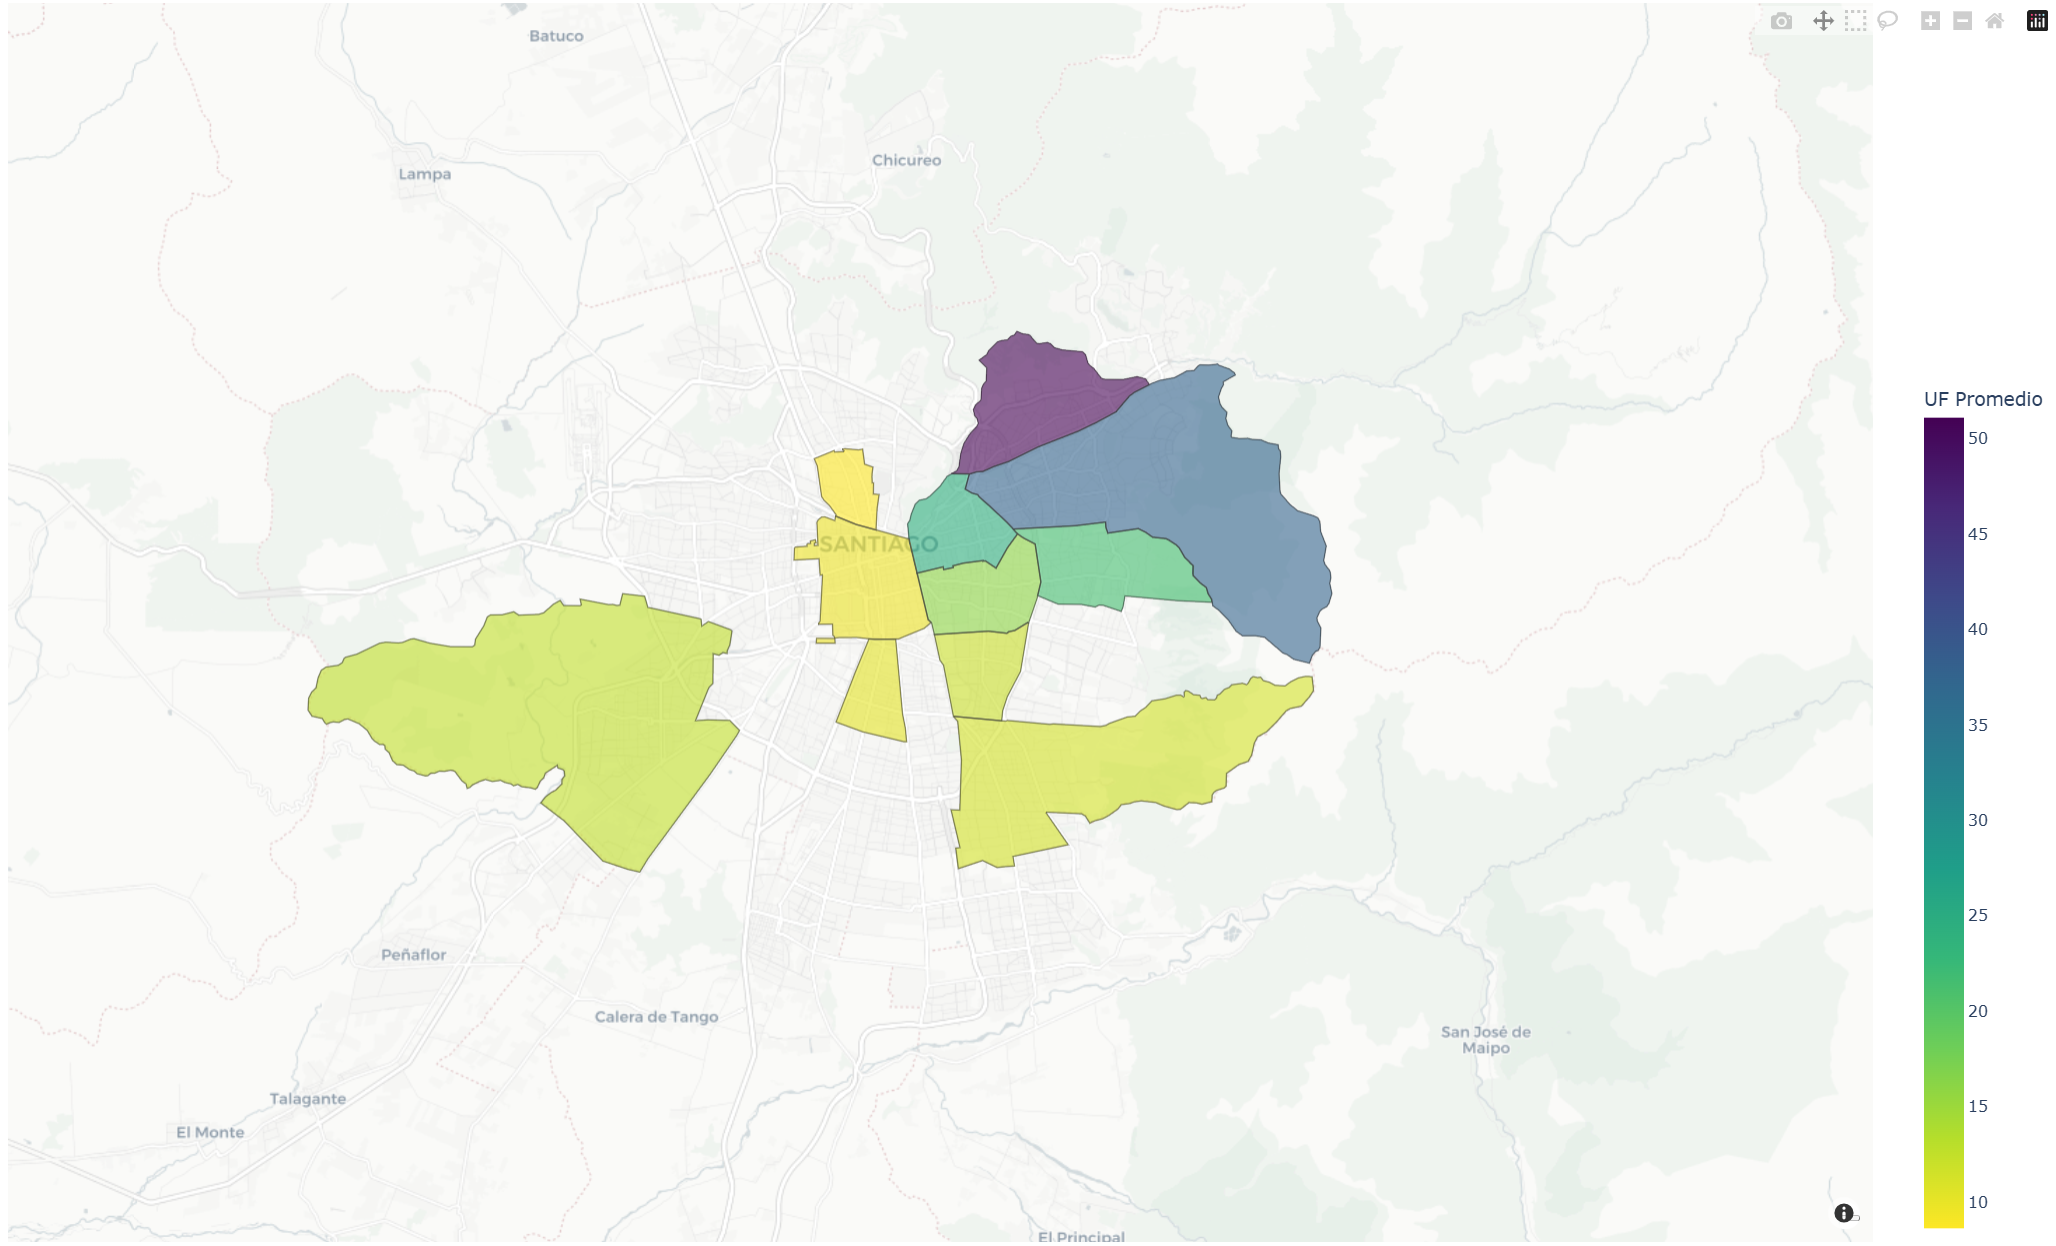 Batuco
Chicureo
Lampa
SANTIAGO
Peñaflor
Calera de Tango
San José de
Maipo
Talagante
El Monte
El Principal
UF Promedio
50
45
40
35
30
25
20
15
10